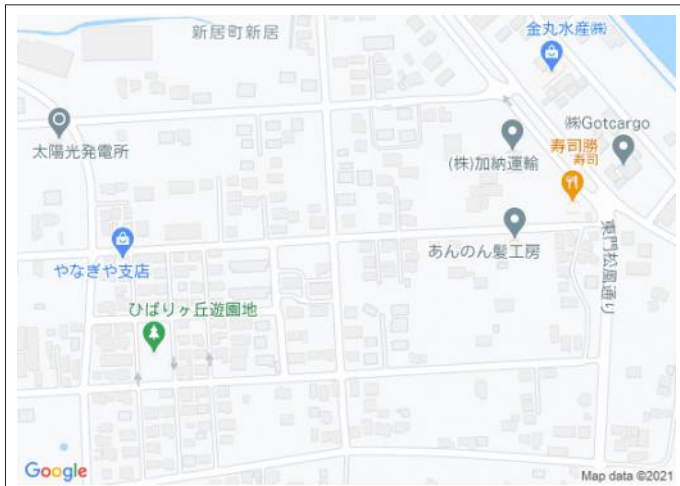 新居町新居
金丸水産㈱
㈱Gotcargo
太陽光発電所
(株)加納運輸
寿司勝
寿司
あんのん髪工房
やなぎや支店
東門松風通り
ひばりヶ丘遊園地
Google
Map data ©2021